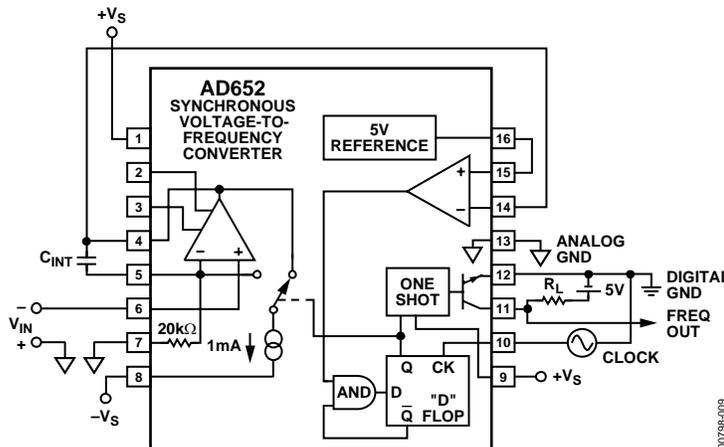 +VS
AD652
SYNCHRONOUS
VOLTAGE-TO-
FREQUENCY
CONVERTER
5V
REFERENCE
1
2
3
4
5
6
7
8
16
15
14
13
12
11
10
9
+
–
–
+
CINT
ANALOG
GND
ONE
SHOT
RL
5V
DIGITAL
GND
FREQ
OUT
CLOCK
–
VIN
+
20kΩ
1mA
–VS
AND
D
Q
CK
"D"
FLOP
Q
+VS
00798-009